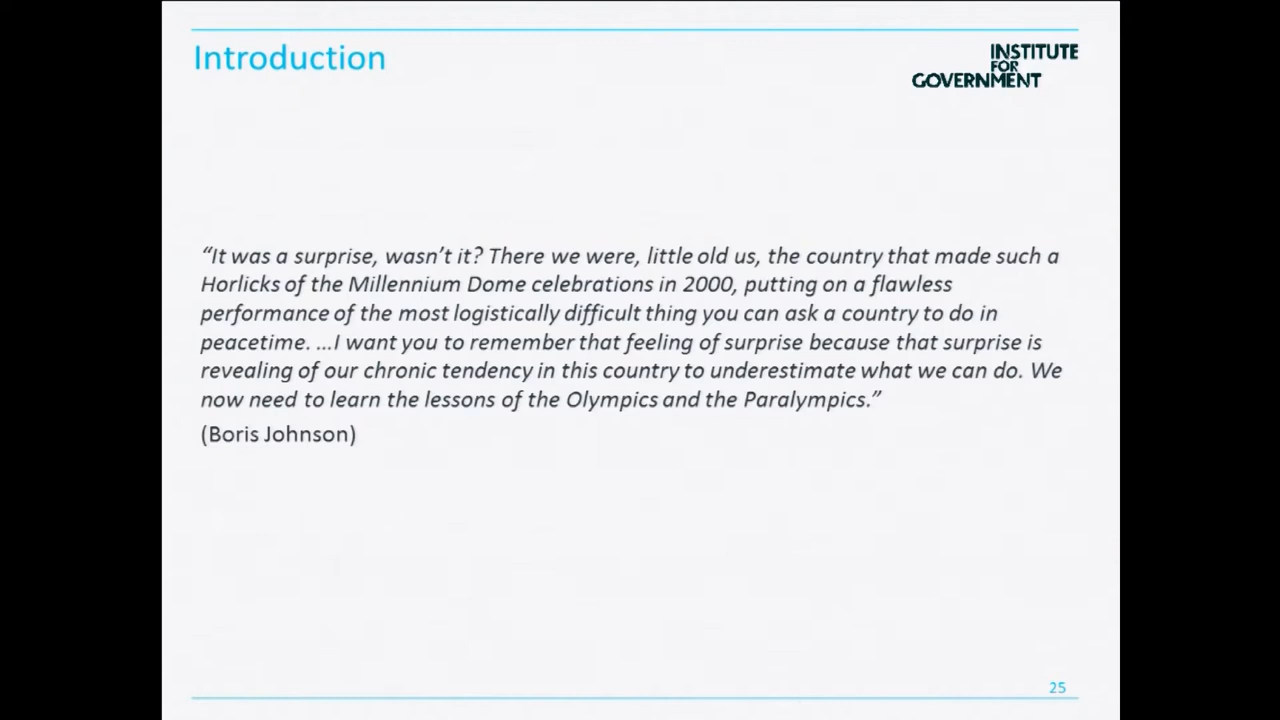 Introduction
INSTITUTE
FOR
GOVERNMENT
“It was a surprise, wasn’t it? There we were, little old us, the country that made such a
Horlicks of the Millennium Dome celebrations in 2000, putting on a flawless
performance of the most logistically difficult thing you can ask a country to do in
peacetime. …I want you to remember that feeling of surprise because that surprise is
revealing of our chronic tendency in this country to underestimate what we can do. We
now need to learn the lessons of the Olympics and the Paralympics.”
(Boris Johnson)
25